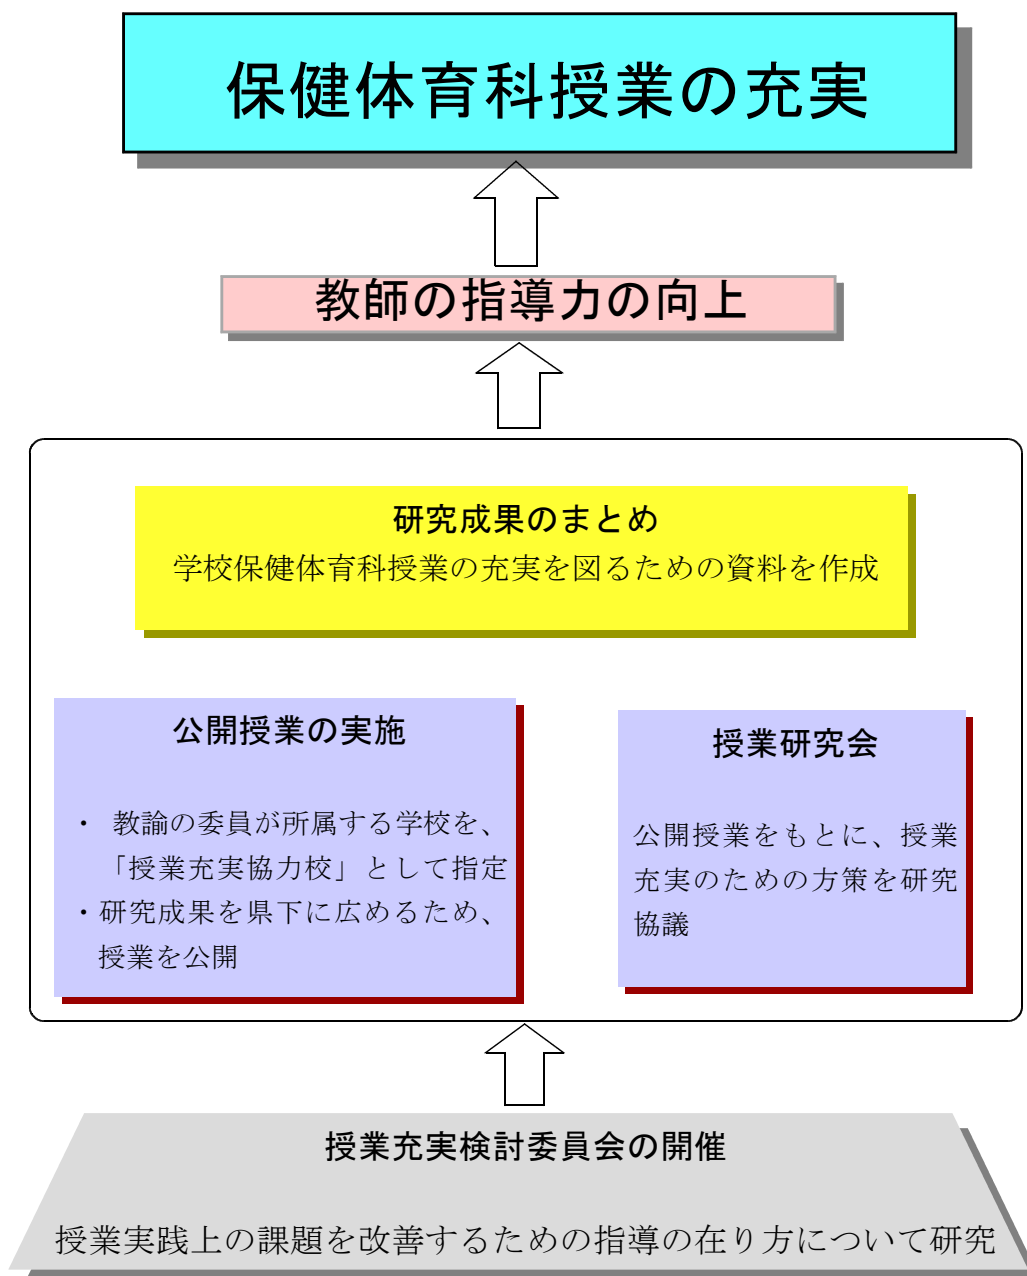 保健体育科授業の充実
教師の指導力の向上
研究成果のまとめ
学校保健体育科授業の充実を図るための資料を作成
公開授業の実施
・ 教諭の委員が所属する学校を、
「授業充実協力校」として指定
・研究成果を県下に広めるため、
授業を公開
授業研究会
公開授業をもとに、授業
充実のための方策を研究
協議
授業充実検討委員会の開催
授業実践上の課題を改善するための指導の在り方について研究